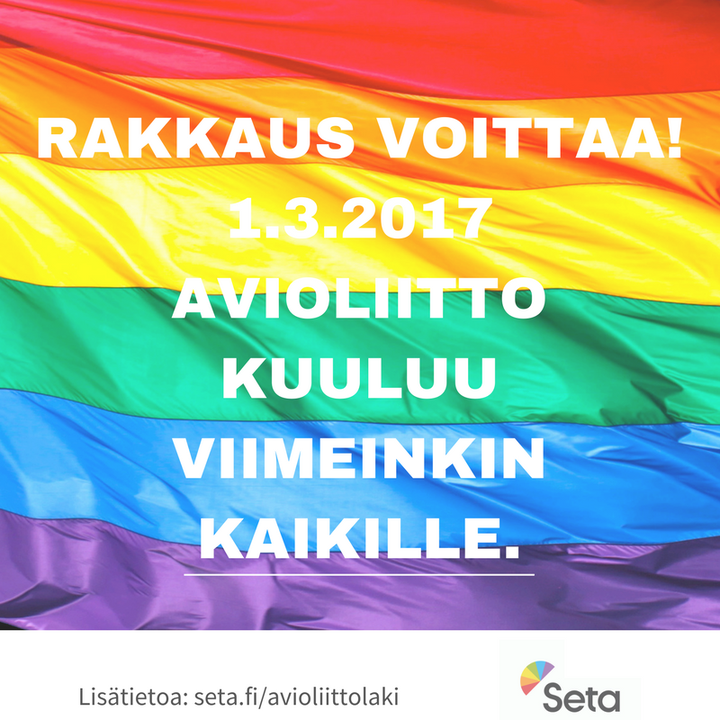 RAKKAUS VOITTAA!
1.3.2017
AVIOLIITTO
KUULUU
VIIMEINKIN
KAIKILLE.
Lisätietoa: seta.fi/avioliittolaki
Seta